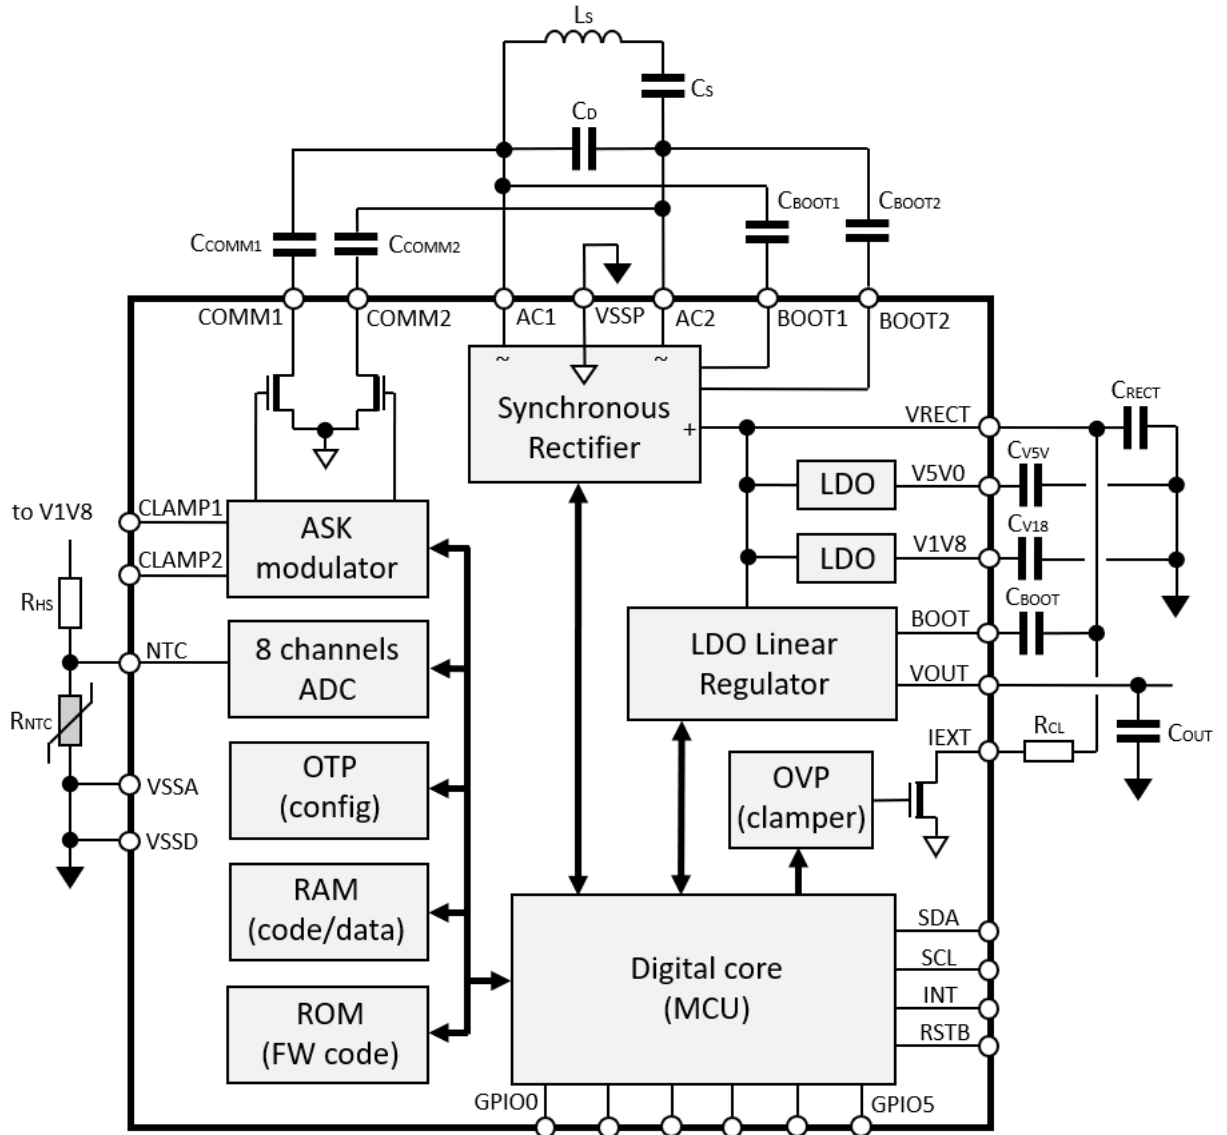 LS
CS
CD
CBOOT1
CBOOT2
CCOMM1
CCOMM2
COMM1
COMM2
AC1
VSSP
AC2
BOOT1
BOOT2
~
~
Synchronous
Rectifier
+
VRECT
CRECT
LDO
V5V0
CV5V
to V1V8
CLAMP1
CLAMP2
ASK
modulator
LDO
V1V8
CV18
RHS
NTC
8 channels
ADC
LDO Linear
Regulator
BOOT
CBOOT
VOUT
RNTC
IEXT
RCL
COUT
VSSA
VSSD
OTP
(config)
OVP
(clamper)
RAM
(code/data)
Digital core
(MCU)
SDA
SCL
INT
RSTB
ROM
(FW code)
GPIO0
GPIO5